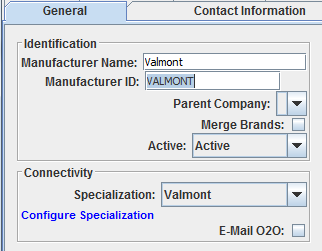 General Contact Information
Identification
Manufacturer Name: Valmont
Manufacturer ID: VALMONT
Parent Company:
Merge Brands:
Active: Active
Connectivity
Specialization: Valmont
Configure Specialization
E-Mail O2O: